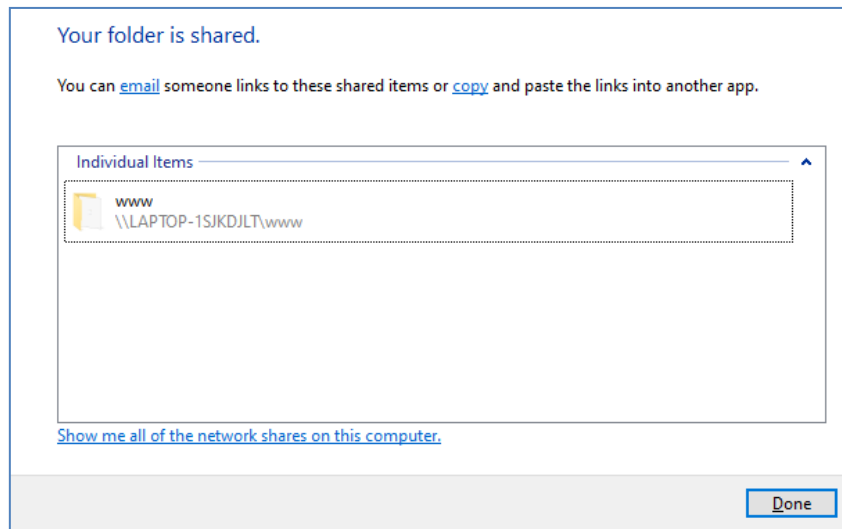 Your folder is shared.
You can email someone links to these shared items or copy and paste the links into another app.
Individual Items
www
\\LAPTOP-1SJKDJLT\www
Show me all of the network shares on this computer.
Done